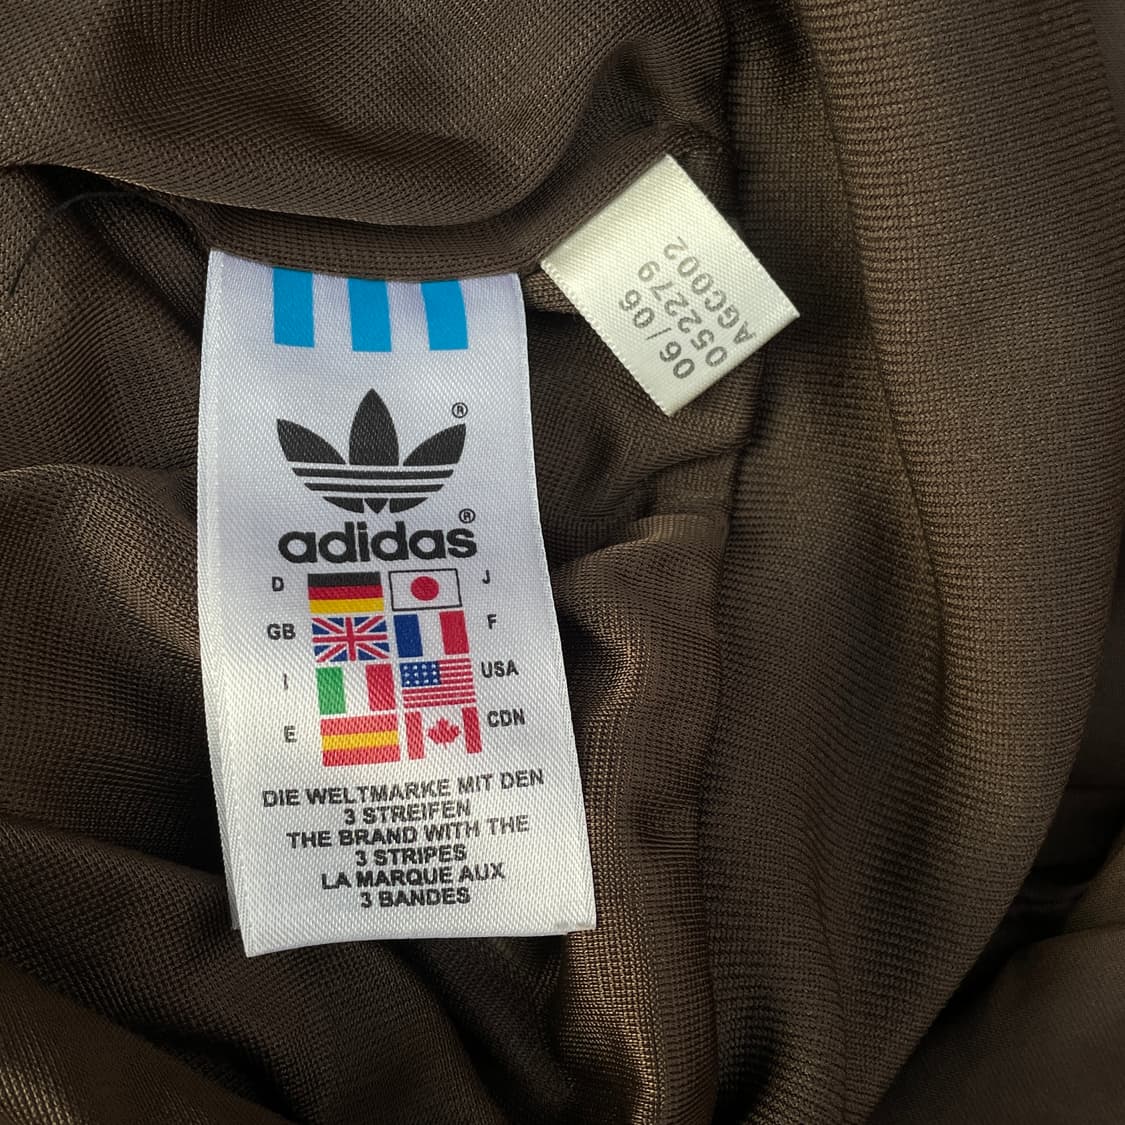 ®
adidas®
D J
GB F
I USA
E CDN
DIE WELTMARKE MIT DEN
3 STREIFEN
THE BRAND WITH THE
3 STRIPES
LA MARQUE AUX
3 BANDES
06/06
052279
AGC002